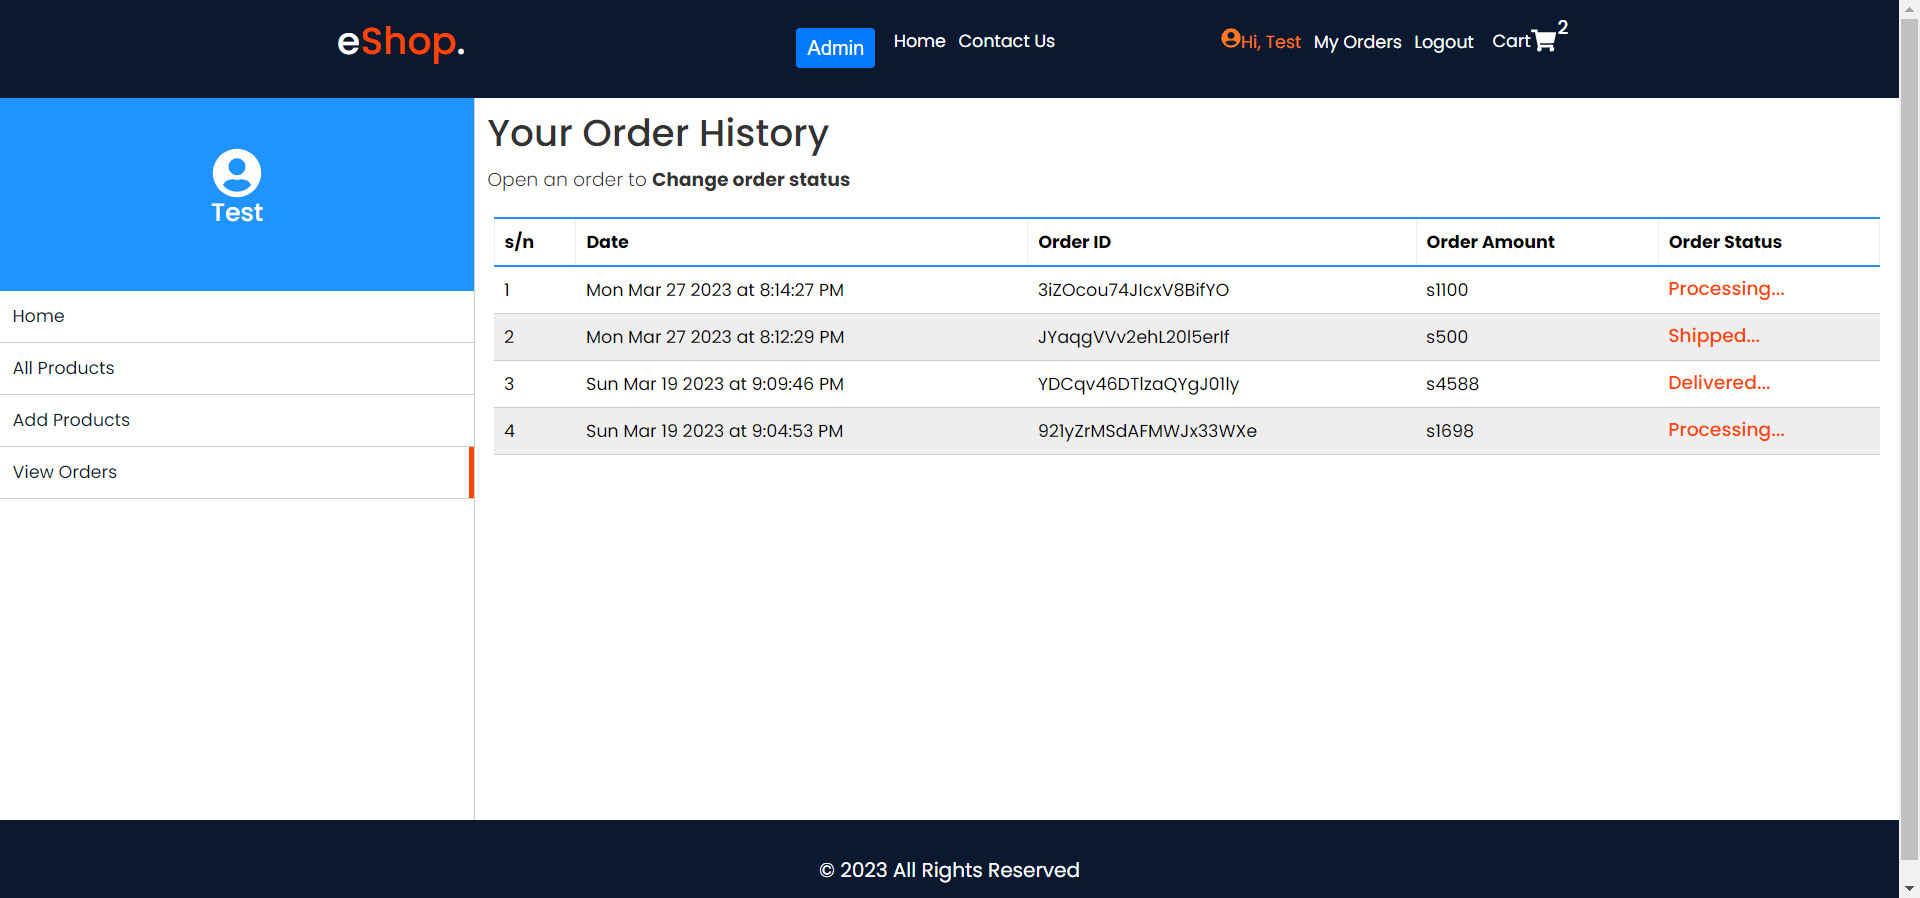 eShop.
Admin Home Contact Us
Hi, Test My Orders Logout Cart 2
Test
Home
All Products
Add Products
View Orders
Your Order History
Open an order to Change order status
s/n Date Order ID Order Amount Order Status
1 Mon Mar 27 2023 at 8:14:27 PM 3iZOcou74JIcxV8BifYO s1100 Processing...
2 Mon Mar 27 2023 at 8:12:29 PM JYaqgVVv2ehL20l5erIf s500 Shipped...
3 Sun Mar 19 2023 at 9:09:46 PM YDCqv46DTlzaQYgJ01ly s4588 Delivered...
4 Sun Mar 19 2023 at 9:04:53 PM 921yZrMSdAFMWJx33WXe s1698 Processing...
© 2023 All Rights Reserved